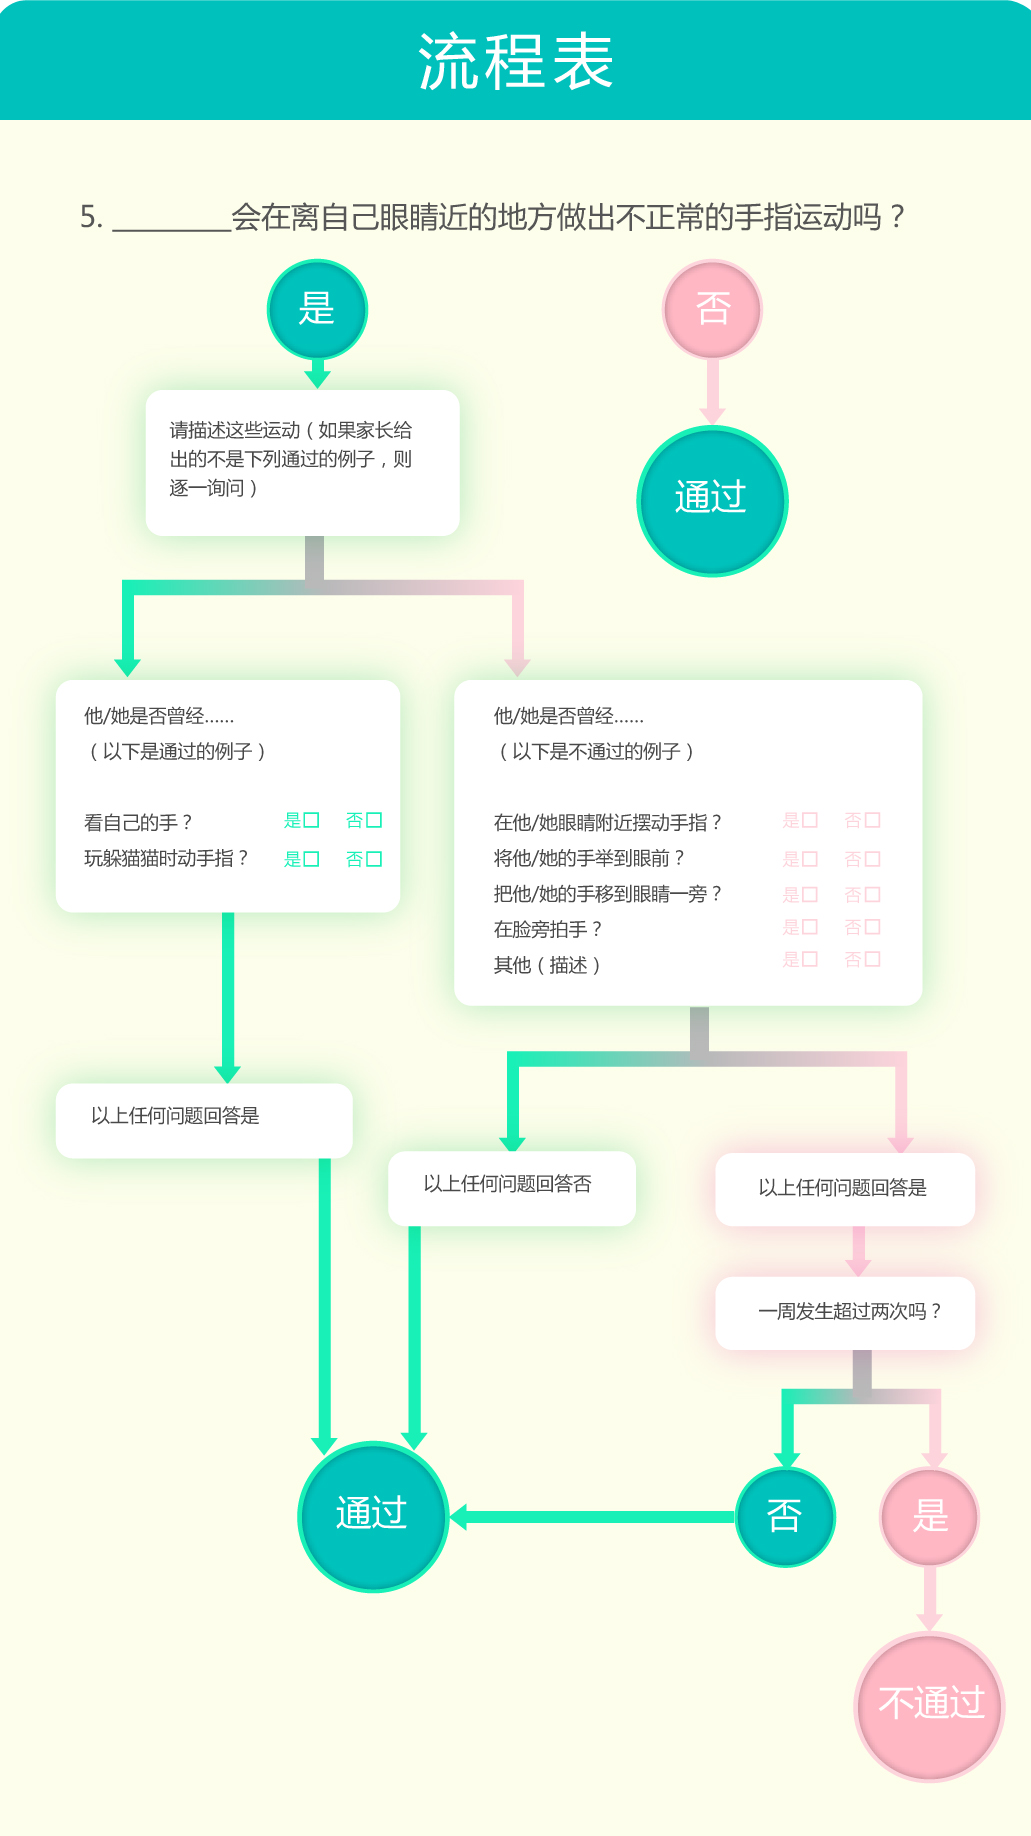 流程表
5. ________会在离自己眼睛近的地方做出不正常的手指运动吗？
是
否
请描述这些运动（如果家长给
出的不是下列通过的例子，则
逐一询问）
通过
他/她是否曾经……
（以下是通过的例子）
看自己的手？ 是□ 否□
玩躲猫猫时动手指？ 是□ 否□
他/她是否曾经……
（以下是不通过的例子）
在他/她眼睛附近摆动手指？ 是□ 否□
将他/她的手举到眼前？ 是□ 否□
把他/她的手移到眼睛一旁？ 是□ 否□
在脸旁拍手？ 是□ 否□
其他（描述） 是□ 否□
以上任何问题回答是
以上任何问题回答否
以上任何问题回答是
一周发生超过两次吗？
通过
否
是
不通过